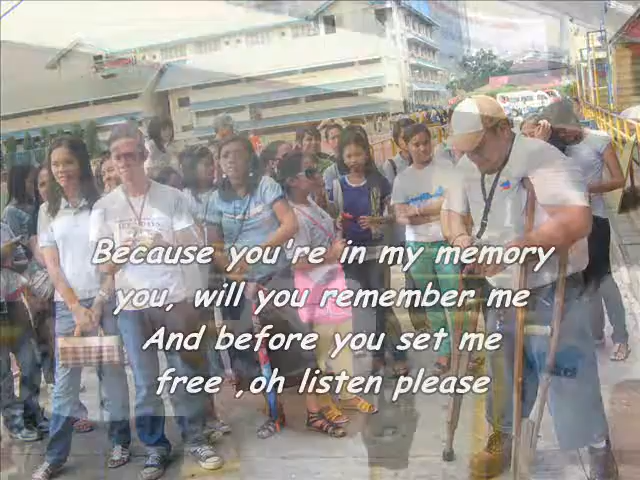 Because you're in my memory
you, will you remember me
And before you set me
free ,oh listen please